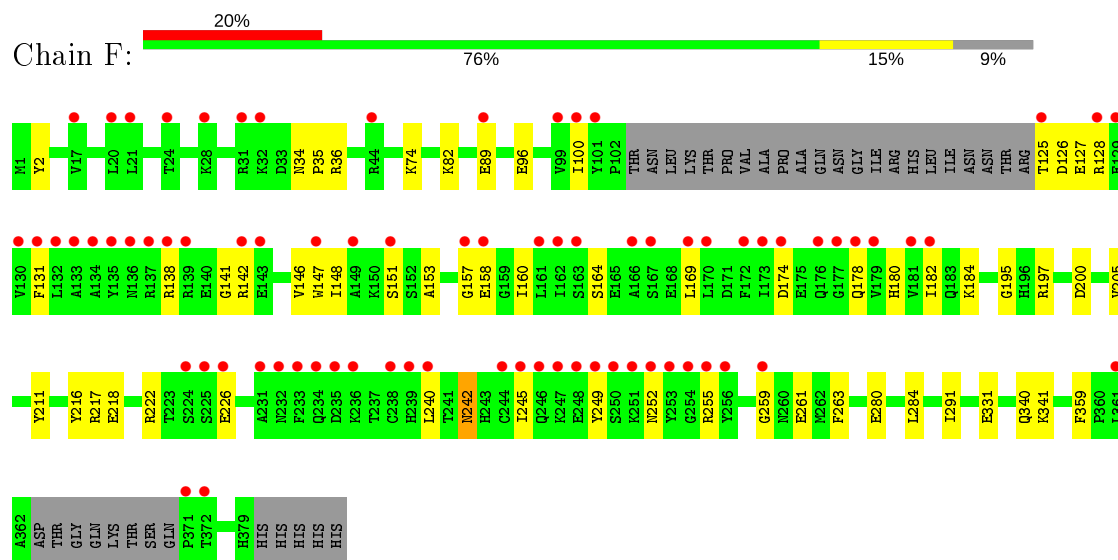 20%
Chain F:
76% 15% 9%
M1 Y2 V17 L20 L21 T24 K28 R31 K32 D33 N34 P35 R36 R44 K74 K82 E89 E96 V99 I100 Y101 P102 THR ASN LEU LYS THR PRO VAL ALA PRO ALA GLN ASN GLY ILE ARG HIS LEU ILE ASN ASN THR ARG T125 D126 E127 R128 E129
V130 F131 L132 A133 A134 Y135 N136 R137 R138 R139 E140 G141 R142 E143 V146 W147 I148 A149 K150 S151 S152 A153 G157 E158 G159 I160 L161 I162 S163 S164 E165 A166 S167 E168 L169 L170 D171 F172 I173 D174 E175 Q176 G177 Q178 V179 H180 V181 I182 Q183 K184 G195 H196 R197 D200
Y211 Y216 R217 E218 R222 T223 S224 S225 E226 A231 N232 F233 Q234 D235 K236 T237 C238 H239 L240 T241 N242 H243 C244 I245 Q246 K247 E248 Y249 S250 K251 N252 Y253 G254 R255 Y256 G259 N260 E261 M262 F263 E280 L284 I291 E331 Q340 K341 F359 P360
A362 ASP THR GLY GLN LYS THR SER GLN P371 T372 H379 HIS HIS HIS HIS HIS